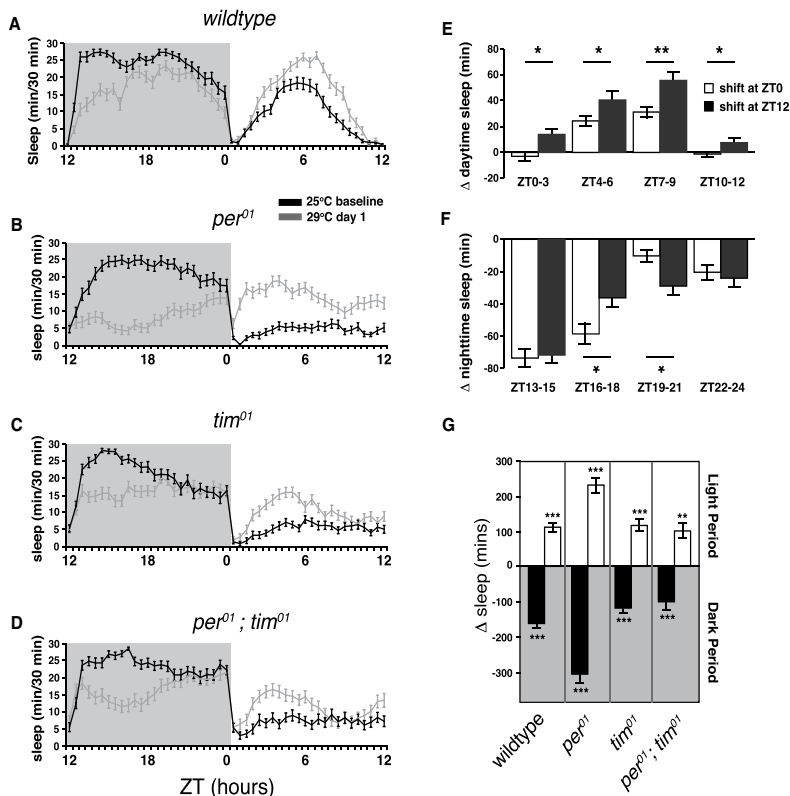 A
wildtype
Sleep (min/30 min)
30
25
20
15
10
5
0
12 18 0 6 12
25ºC baseline
29ºC day 1
B
per01
sleep (min/30 min)
30
25
20
15
10
5
0
12 18 0 6 12
C
tim01
sleep (min/30 min)
30
25
20
15
10
5
0
12 18 0 6 12
D
per01 ; tim01
sleep (min/30 min)
30
25
20
15
10
5
0
12 18 0 6 12
ZT (hours)
E
Δ daytime sleep (min)
80
60
40
20
0
-20
* * ** *
shift at ZT0
shift at ZT12
ZT0-3 ZT4-6 ZT7-9 ZT10-12
F
Δ nighttime sleep (min)
0
-20
-40
-60
-80
* *
ZT13-15 ZT16-18 ZT19-21 ZT22-24
G
Δ sleep (mins)
300
200
100
0
-100
-200
-300
*** *** *** **
*** *** *** ***
Light Period
Dark Period
wildtype
per01
tim01
per01 ; tim01